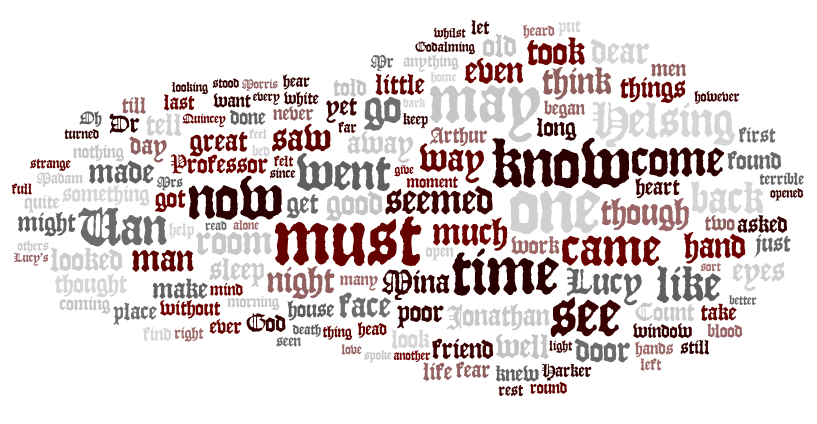 whilst let heard put
Godalming old took dear
Mr anything even think men
looking stood Morris hear told little home things however
till last want every white yet go dark may began Helsing
Oh Dr tell Quincey done never far keep long first
turned nothing day great feel saw away Arthur way know come found
strange Madam made Professor bed felt since went give moment heart terrible
full quite something Mrs got now get good seemed one though back opened
might Van help read alone must much work came two asked
others Lucy's looked man room open hand just
thought sleep night many Mina time Lucy like sort eyes
coming make mind face poor Jonathan see Count take better
place without morning house window blood
kind right ever God death thing head look friend well light door hands still
seen love spoke another like fear knew Harker left
rest round